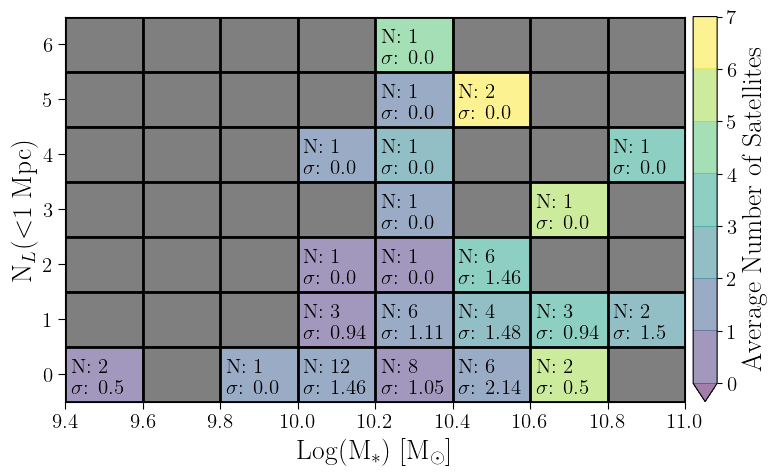 6
5
4
3
2
1
0
N_L(<1 Mpc)
N: 1
σ: 0.0
N: 1
σ: 0.0
N: 2
σ: 0.0
N: 1
σ: 0.0
N: 1
σ: 0.0
N: 1
σ: 0.0
N: 1
σ: 0.0
N: 1
σ: 0.0
N: 1
σ: 0.0
N: 1
σ: 0.0
N: 6
σ: 1.46
N: 3
σ: 0.94
N: 6
σ: 1.11
N: 4
σ: 1.48
N: 3
σ: 0.94
N: 2
σ: 1.5
N: 2
σ: 0.5
N: 1
σ: 0.0
N: 12
σ: 1.46
N: 8
σ: 1.05
N: 6
σ: 2.14
N: 2
σ: 0.5
9.4 9.6 9.8 10.0 10.2 10.4 10.6 10.8 11.0
Log(M_*) [M_⊙]
7
6
5
4
3
2
1
0
Average Number of Satellites